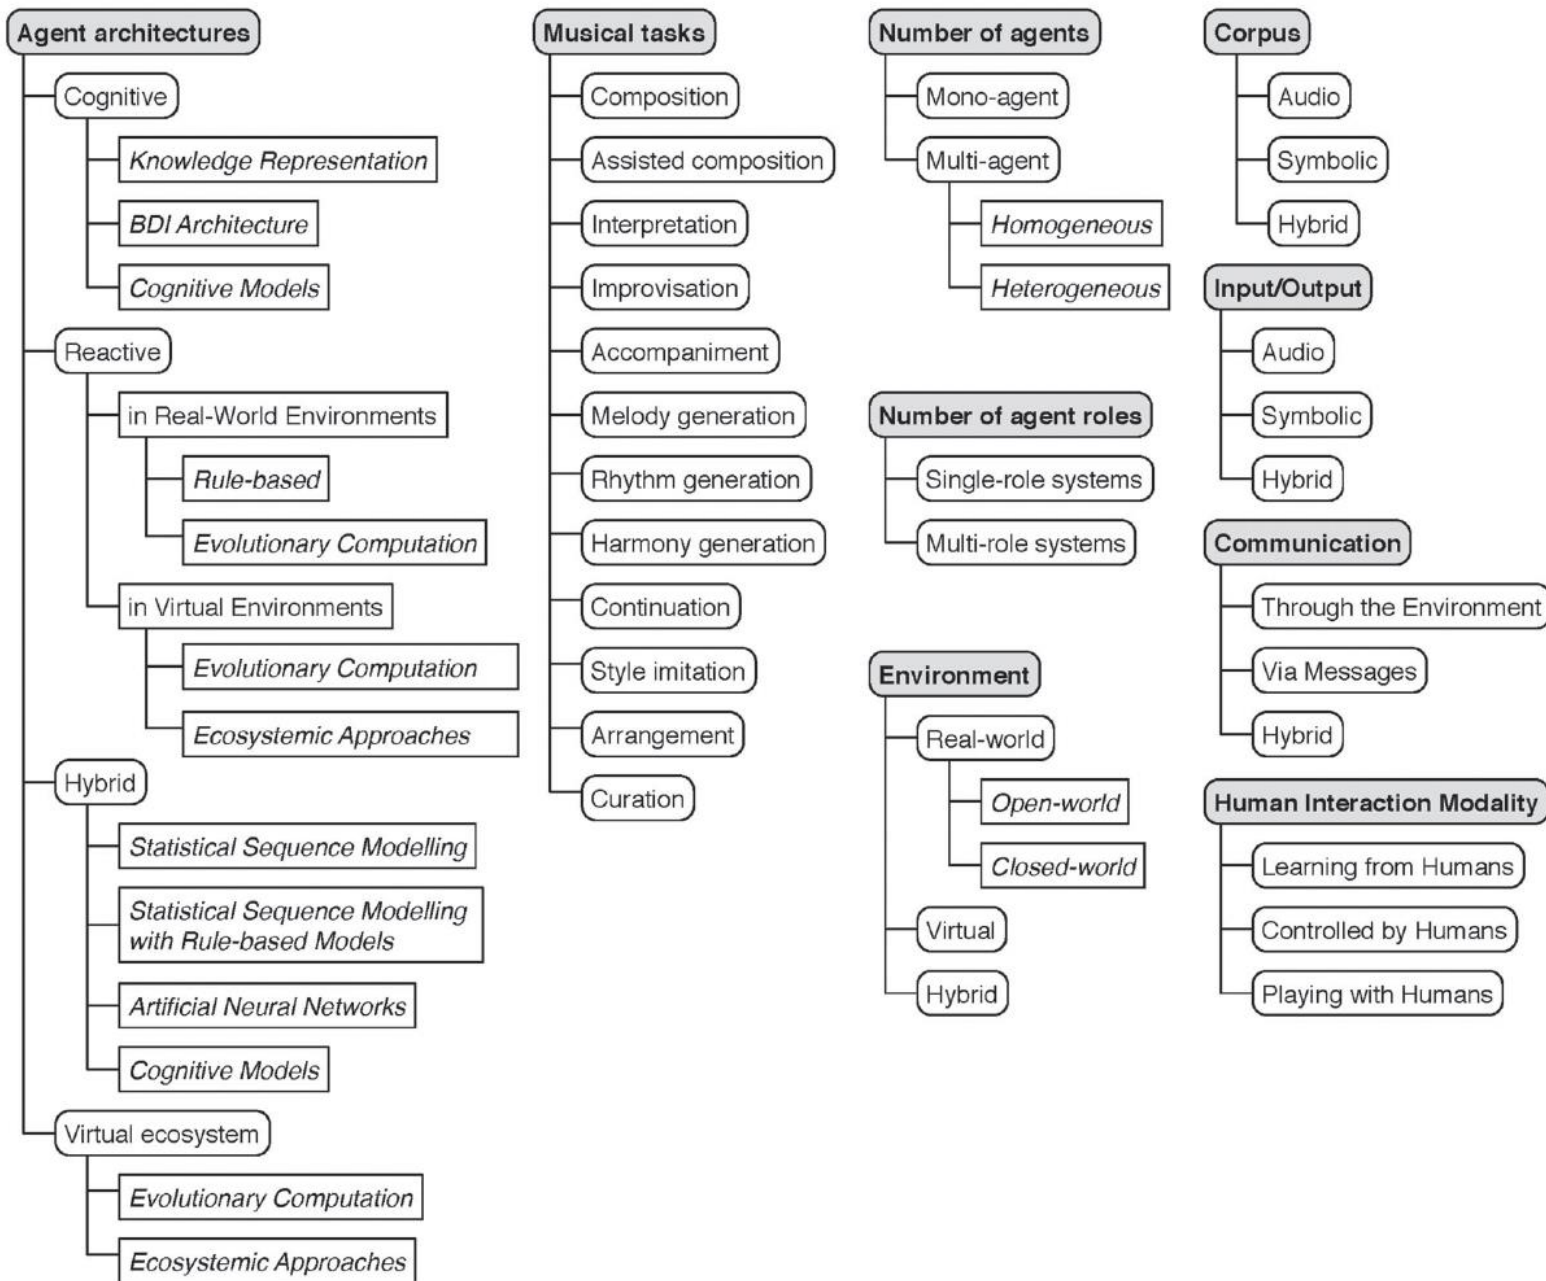 Agent architectures
Cognitive
Knowledge Representation
BDI Architecture
Cognitive Models
Reactive
in Real-World Environments
Rule-based
Evolutionary Computation
in Virtual Environments
Evolutionary Computation
Ecosystemic Approaches
Hybrid
Statistical Sequence Modelling
Statistical Sequence Modelling
with Rule-based Models
Artificial Neural Networks
Cognitive Models
Virtual ecosystem
Evolutionary Computation
Ecosystemic Approaches
Musical tasks
Composition
Assisted composition
Interpretation
Improvisation
Accompaniment
Melody generation
Rhythm generation
Harmony generation
Continuation
Style imitation
Arrangement
Curation
Number of agents
Mono-agent
Multi-agent
Homogeneous
Heterogeneous
Number of agent roles
Single-role systems
Multi-role systems
Environment
Real-world
Open-world
Closed-world
Virtual
Hybrid
Corpus
Audio
Symbolic
Hybrid
Input/Output
Audio
Symbolic
Hybrid
Communication
Through the Environment
Via Messages
Hybrid
Human Interaction Modality
Learning from Humans
Controlled by Humans
Playing with Humans